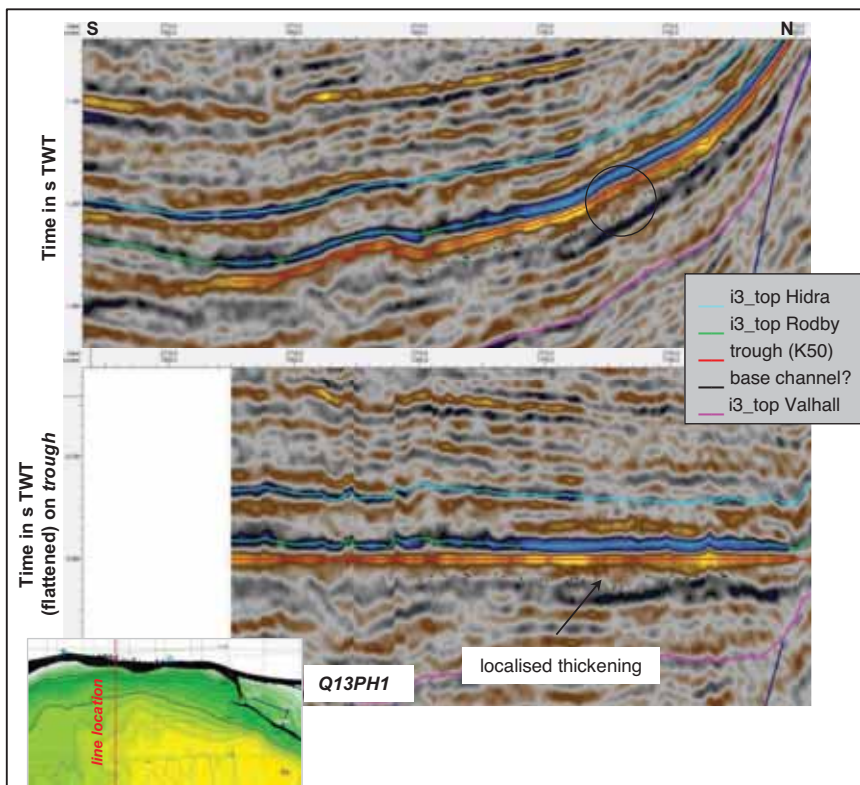 S
N
Time in s TWT
i3_top Hidra
i3_top Rodby
trough (K50)
base channel?
i3_top Valhall
Time in s TWT
(flattened) on trough
localised thickening
Q13PH1
line location